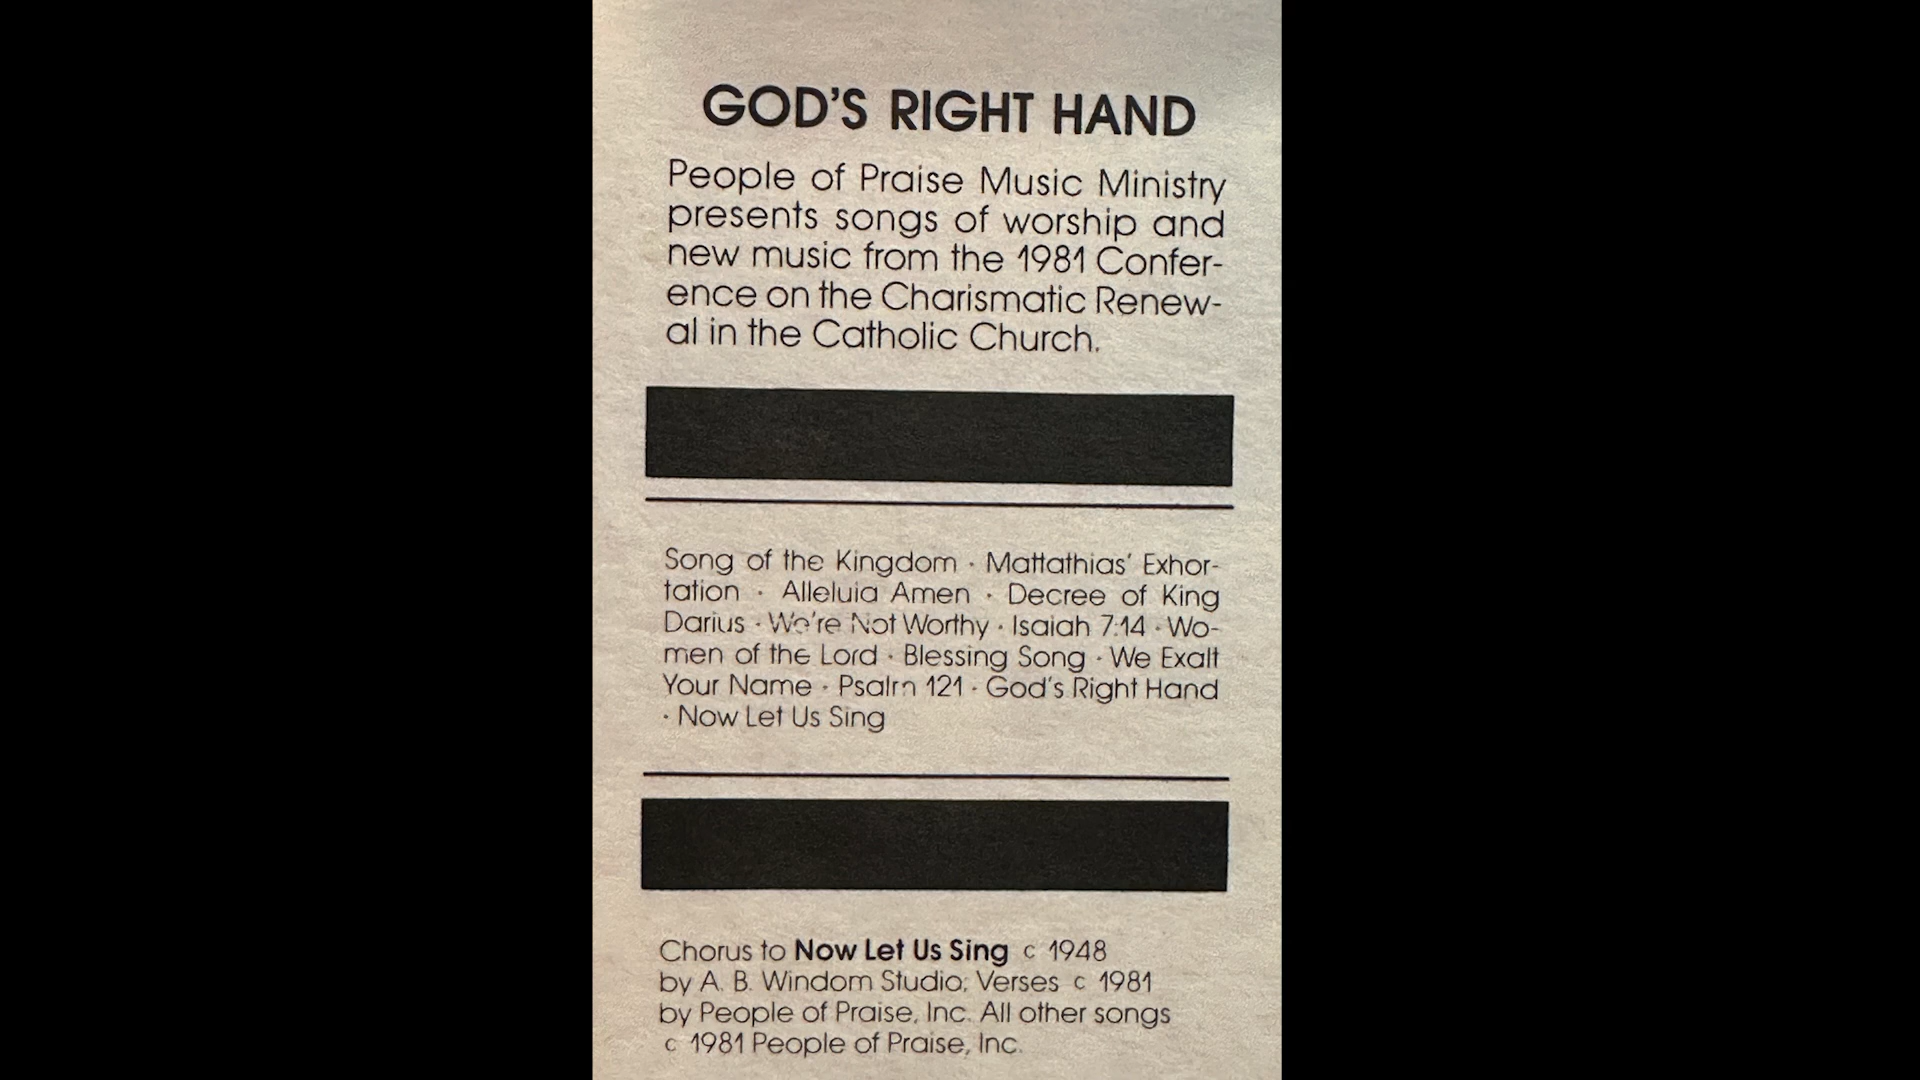 GOD'S RIGHT HAND
People of Praise Music Ministry
presents songs of worship and
new music from the 1981 Confer-
ence on the Charismatic Renew-
al in the Catholic Church.
Song of the Kingdom · Mattathias' Exhor-
tation · Alleluia Amen · Decree of King
Darius · We're Not Worthy · Isaiah 7:14 · Wo-
men of the Lord · Blessing Song · We Exalt
Your Name · Psalm 121 · God's Right Hand
· Now Let Us Sing
Chorus to Now Let Us Sing c 1948
by A. B. Windom Studio; Verses c 1981
by People of Praise, Inc. All other songs
c 1981 People of Praise, Inc.